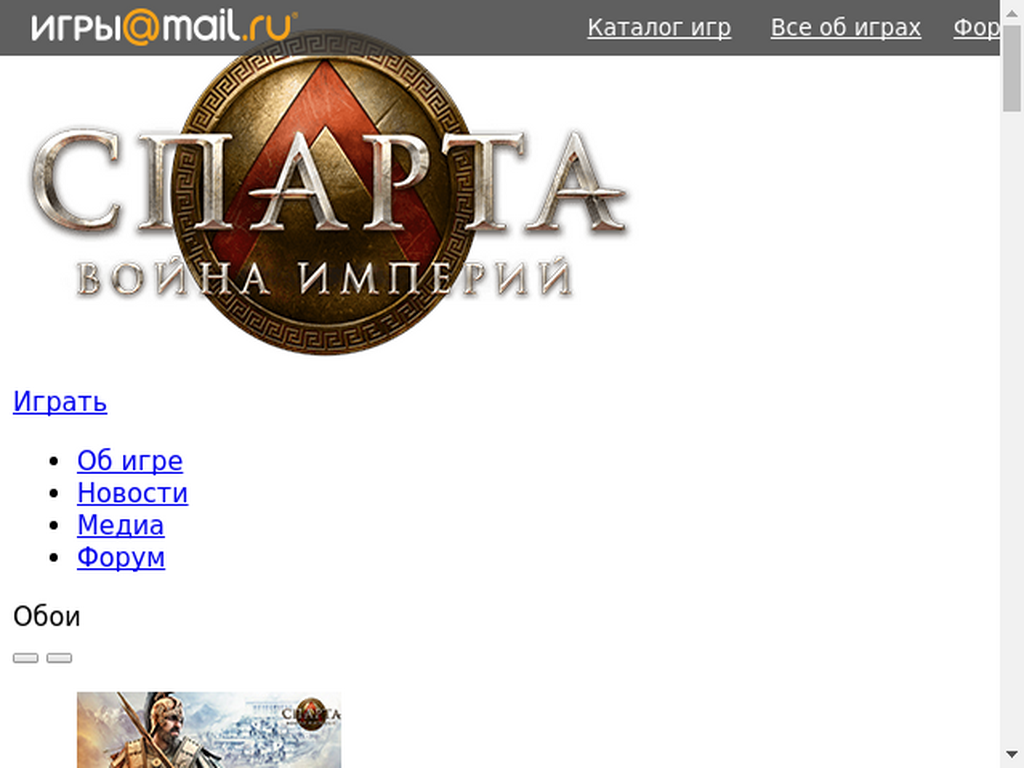 ИГРЫ@mail.ru
Каталог игр Все об играх Фор
СПАРТА
ВОЙНА ИМПЕРИЙ
Играть
Об игре
Новости
Медиа
Форум
Обои
СПАРТА